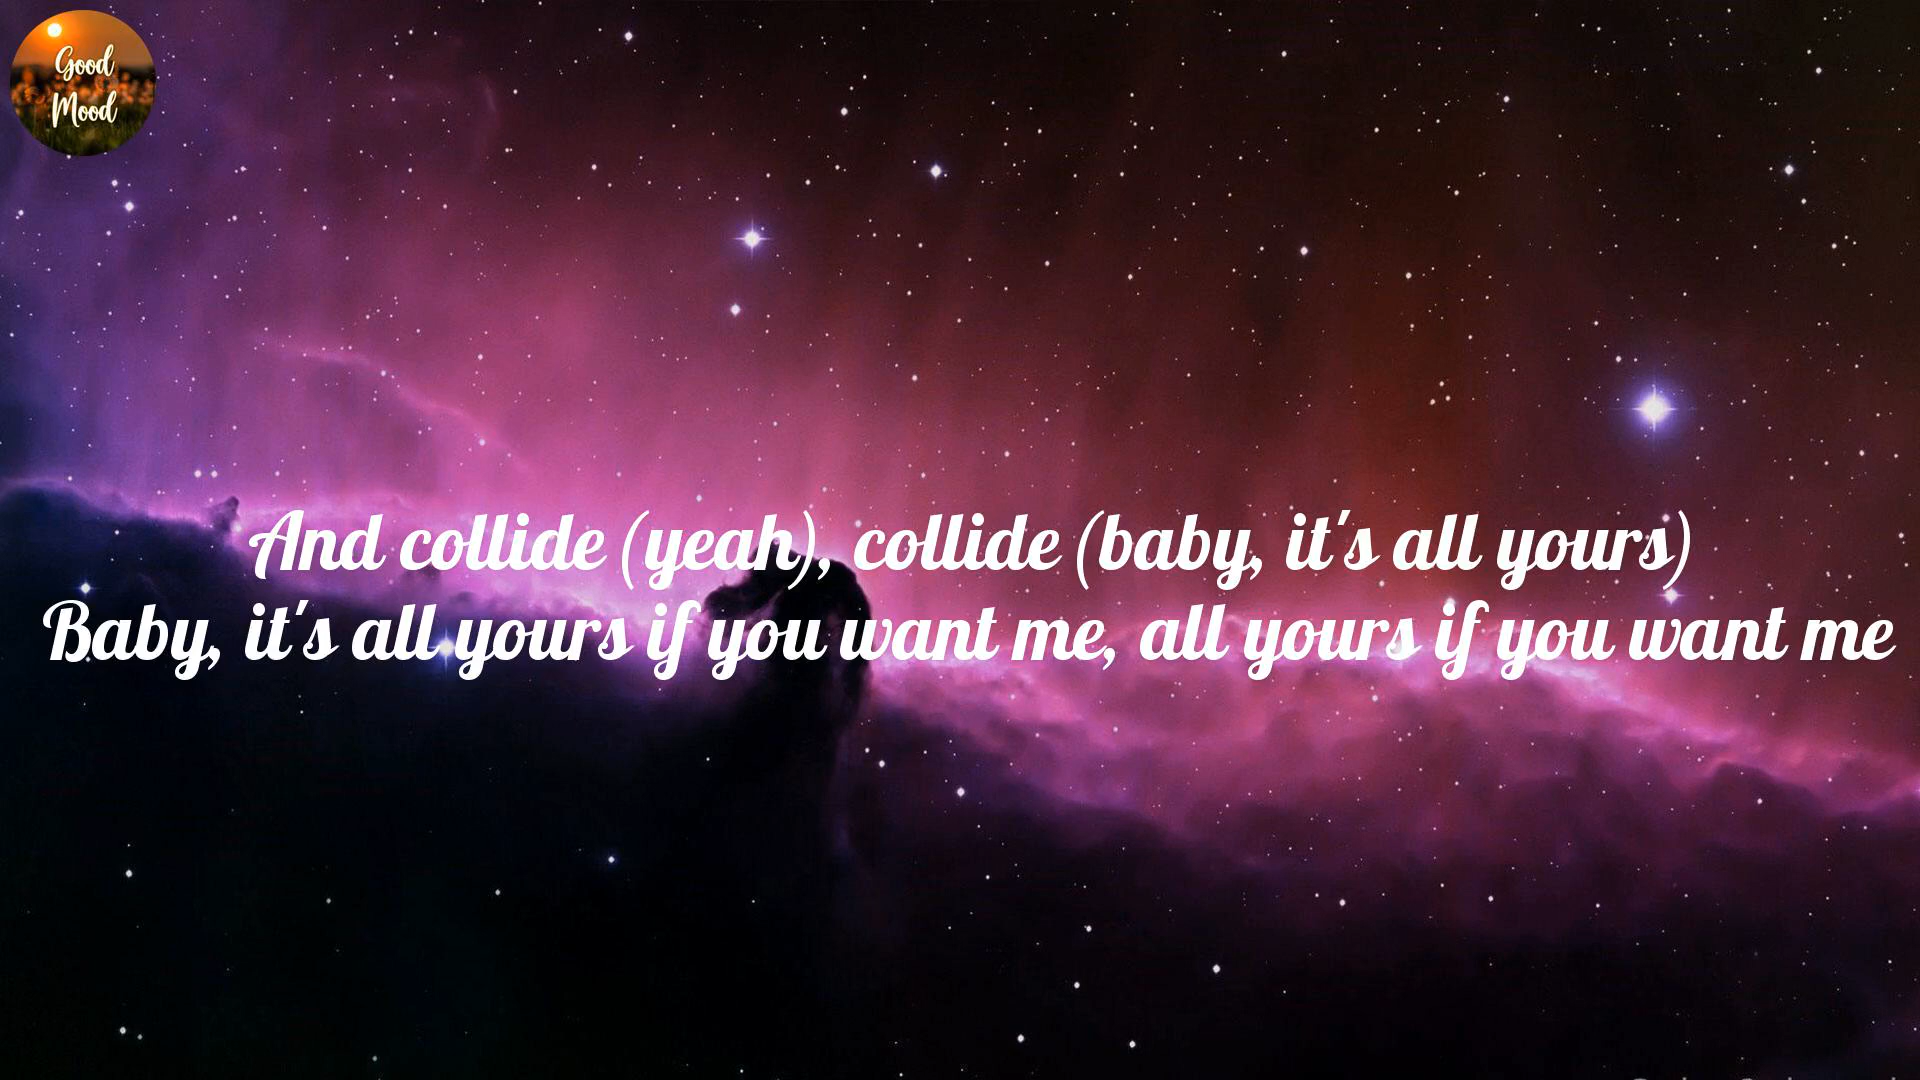 Good
Mood
And collide (yeah), collide (baby, it's all yours)
Baby, it's all yours if you want me, all yours if you want me